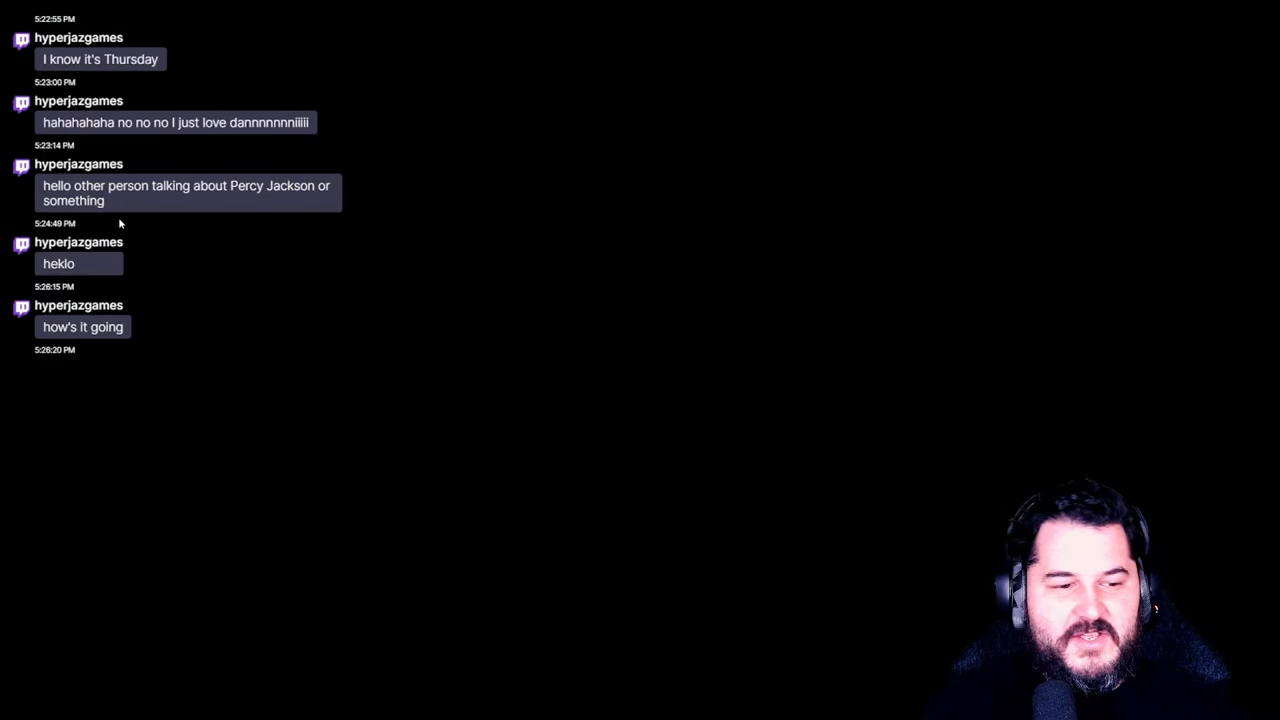 5:22:55 PM
hyperjazgames
I know it's Thursday
5:23:00 PM
hyperjazgames
hahahahaha no no no I just love dannnnnnniiiii
5:23:14 PM
hyperjazgames
hello other person talking about Percy Jackson or
something
5:24:49 PM
hyperjazgames
heklo
5:26:15 PM
hyperjazgames
how's it going
5:26:20 PM